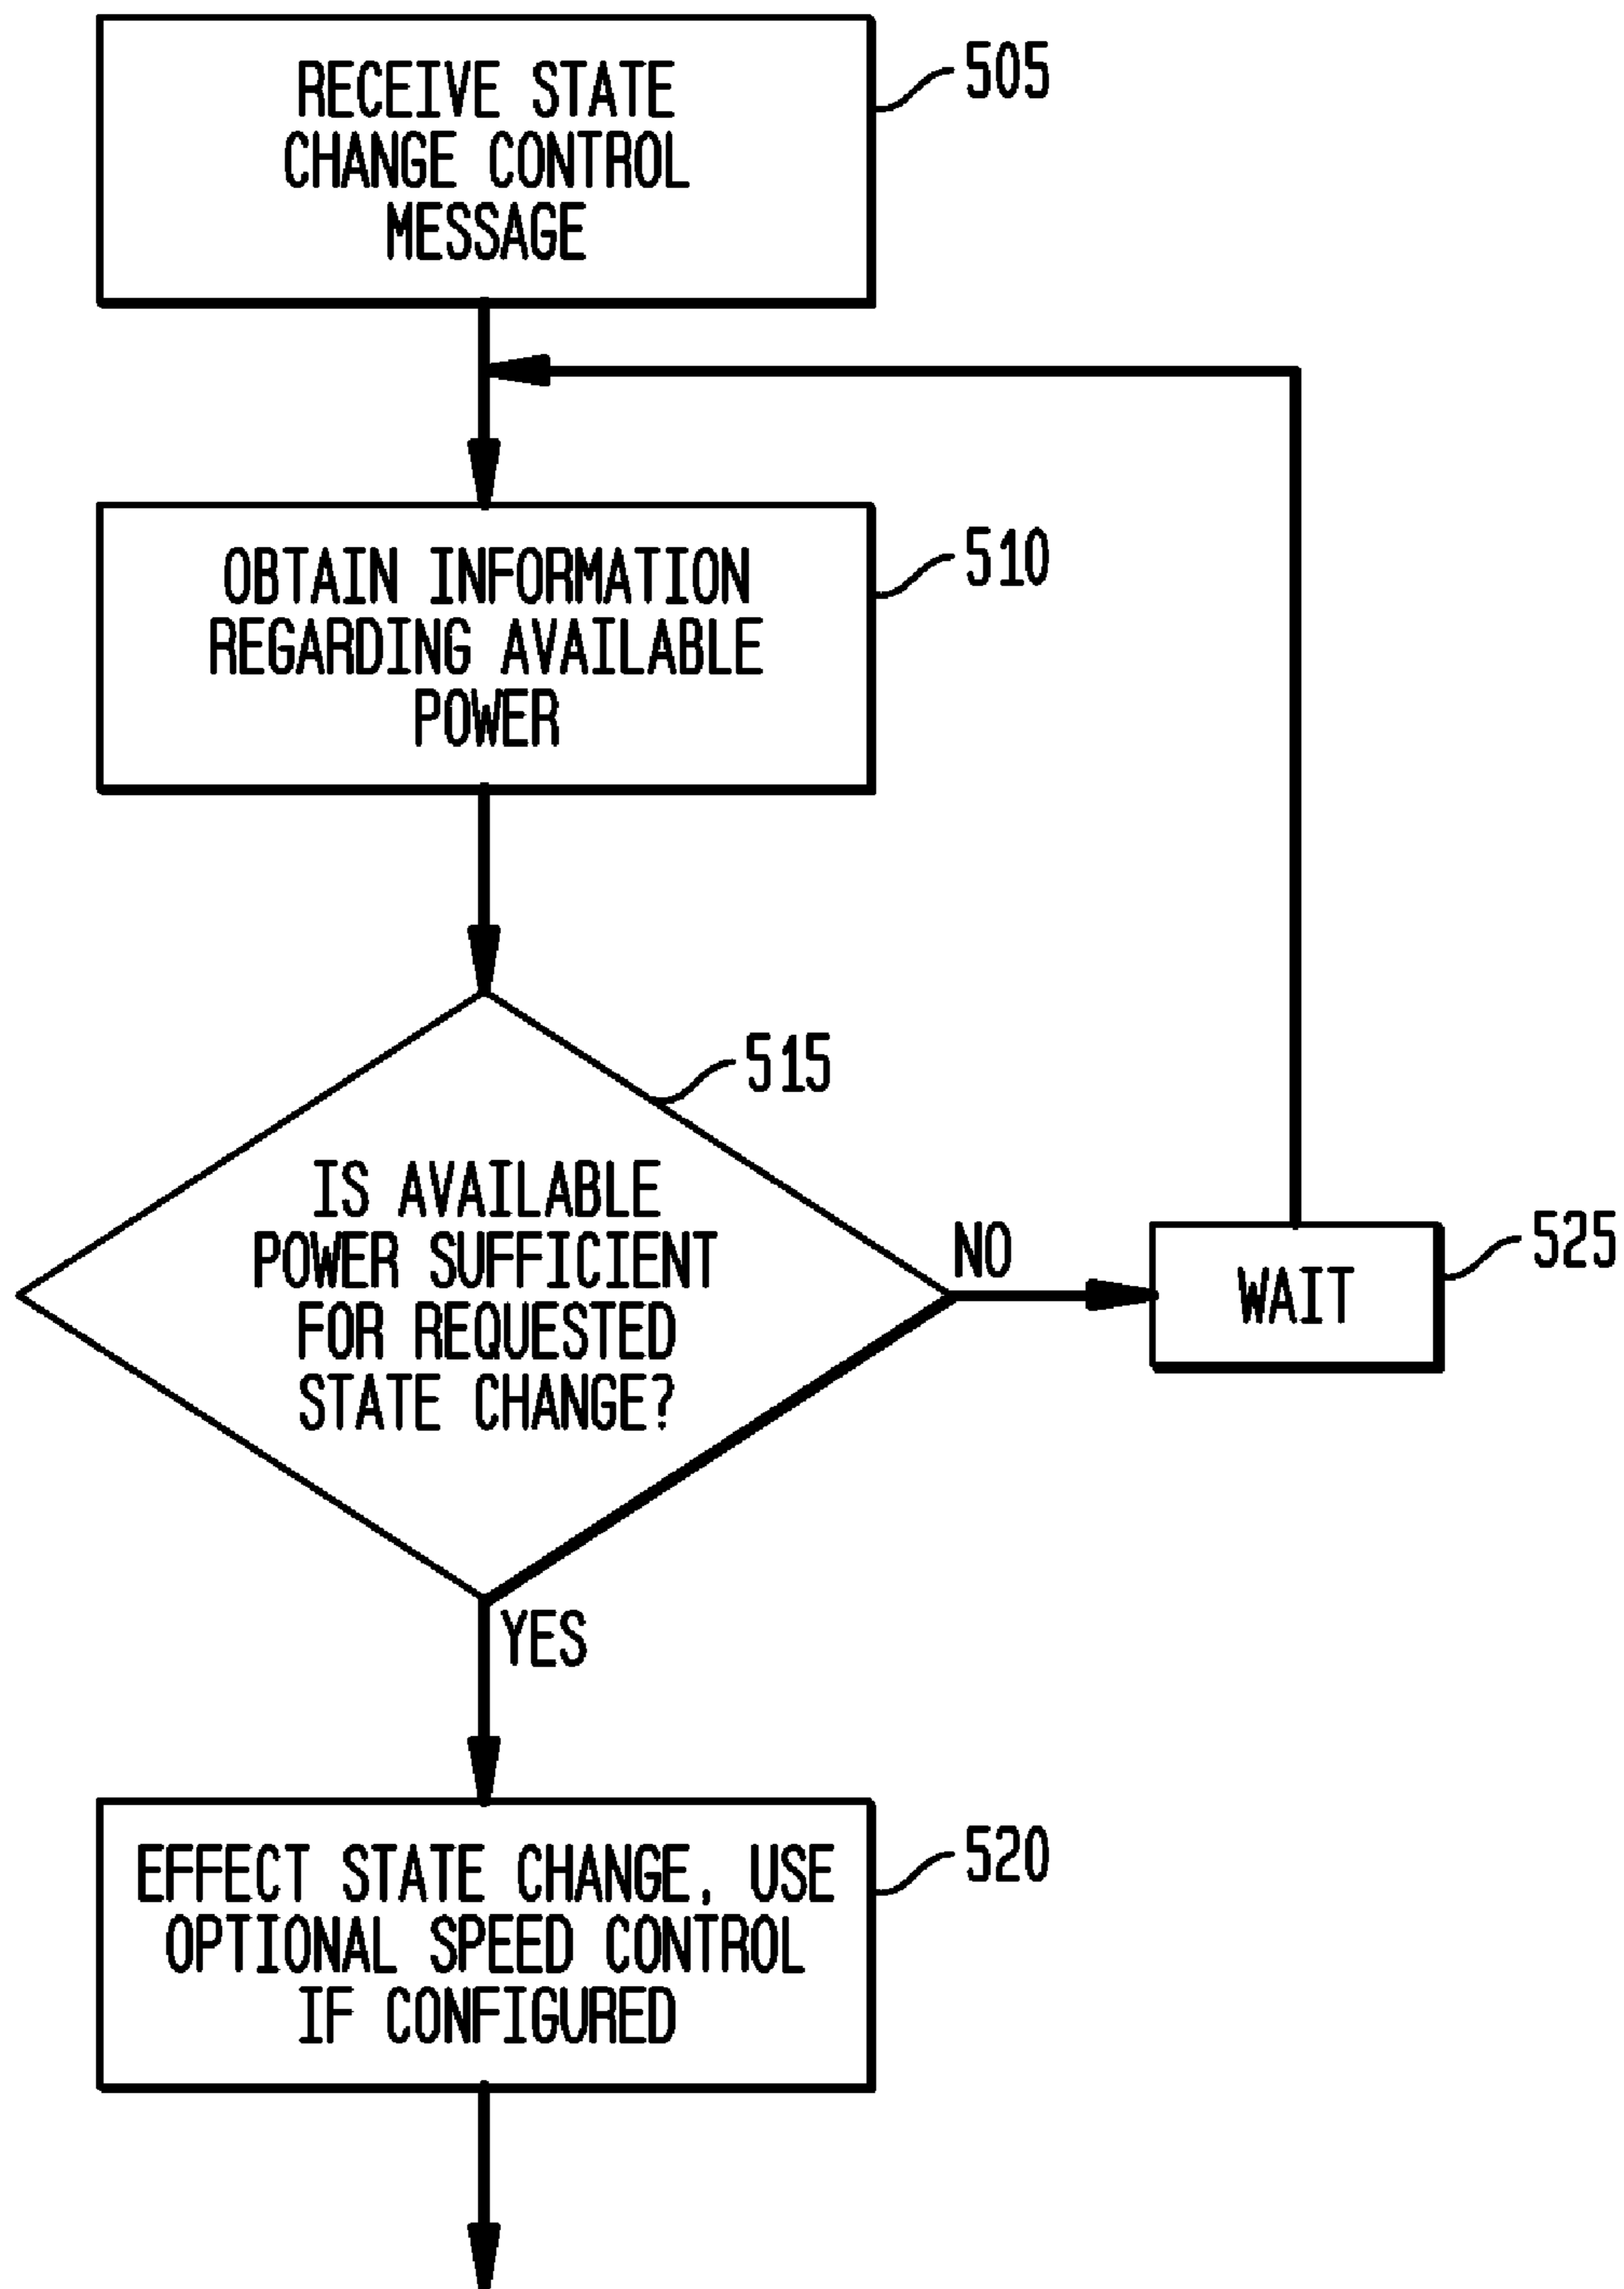 RECEIVE STATE
CHANGE CONTROL
MESSAGE
505
OBTAIN INFORMATION
REGARDING AVAILABLE
POWER
510
515
IS AVAILABLE
POWER SUFFICIENT
FOR REQUESTED
STATE CHANGE?
NO
WAIT
525
YES
EFFECT STATE CHANGE, USE
OPTIONAL SPEED CONTROL
IF CONFIGURED
520